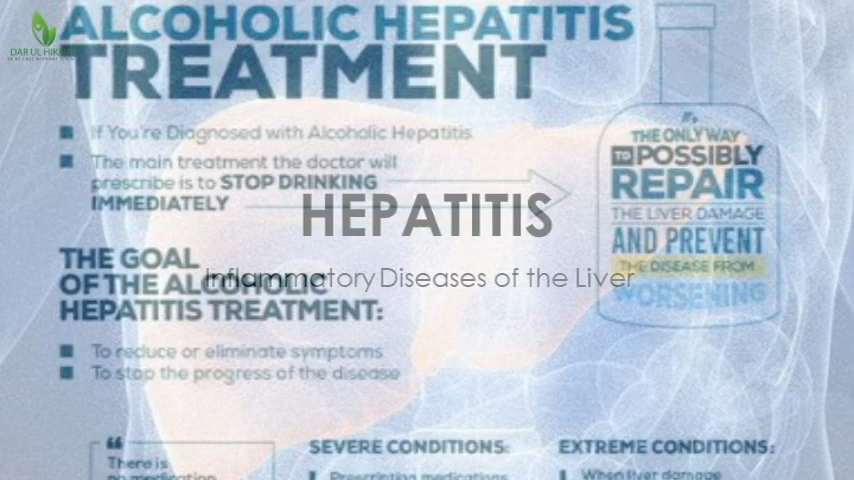 ALCOHOLIC HEPATITIS
TREATMENT
DAR UL
If You're Diagnosed with Alcoholic Hepatitis
The main treatment the doctor will
prescribe is to STOP DRINKING
IMMEDIATELY
THE ONLY WAY
TO POSSIBLY
REPAIR
THE LIVER DAMAGE
AND PREVENT
THE DISEASE FROM
WORSENING
HEPATITIS
Inflammatory Diseases of the Liver
THE GOAL
OF THE ALCOHOLIC
HEPATITIS TREATMENT:
To reduce or eliminate symptoms
To stop the progress of the disease
“
There is
no medication
SEVERE CONDITIONS:
Prescription medications
EXTREME CONDITIONS:
When liver damage